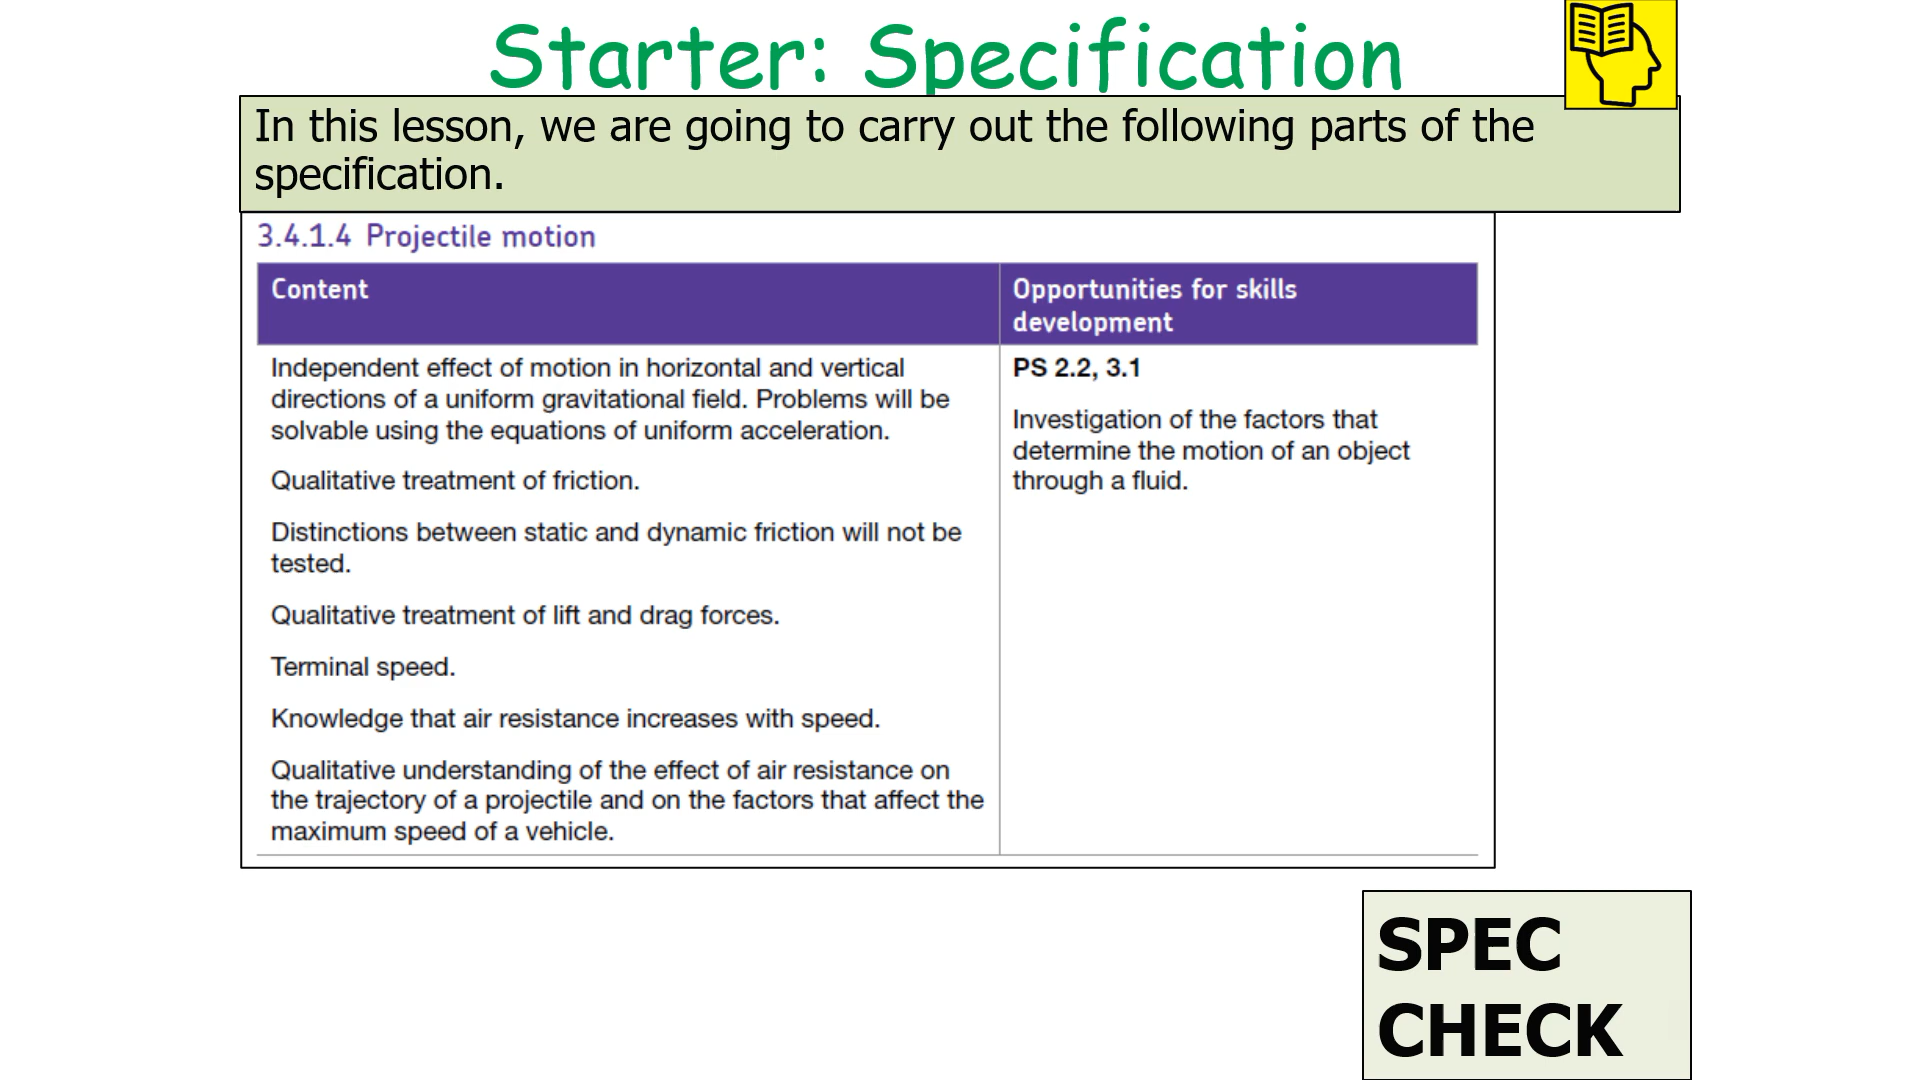 Starter: Specification
In this lesson, we are going to carry out the following parts of the
specification.
3.4.1.4 Projectile motion
Content
Opportunities for skills
development
Independent effect of motion in horizontal and vertical
directions of a uniform gravitational field. Problems will be
solvable using the equations of uniform acceleration.
Qualitative treatment of friction.
Distinctions between static and dynamic friction will not be
tested.
Qualitative treatment of lift and drag forces.
Terminal speed.
Knowledge that air resistance increases with speed.
Qualitative understanding of the effect of air resistance on
the trajectory of a projectile and on the factors that affect the
maximum speed of a vehicle.
PS 2.2, 3.1
Investigation of the factors that
determine the motion of an object
through a fluid.
SPEC
CHECK